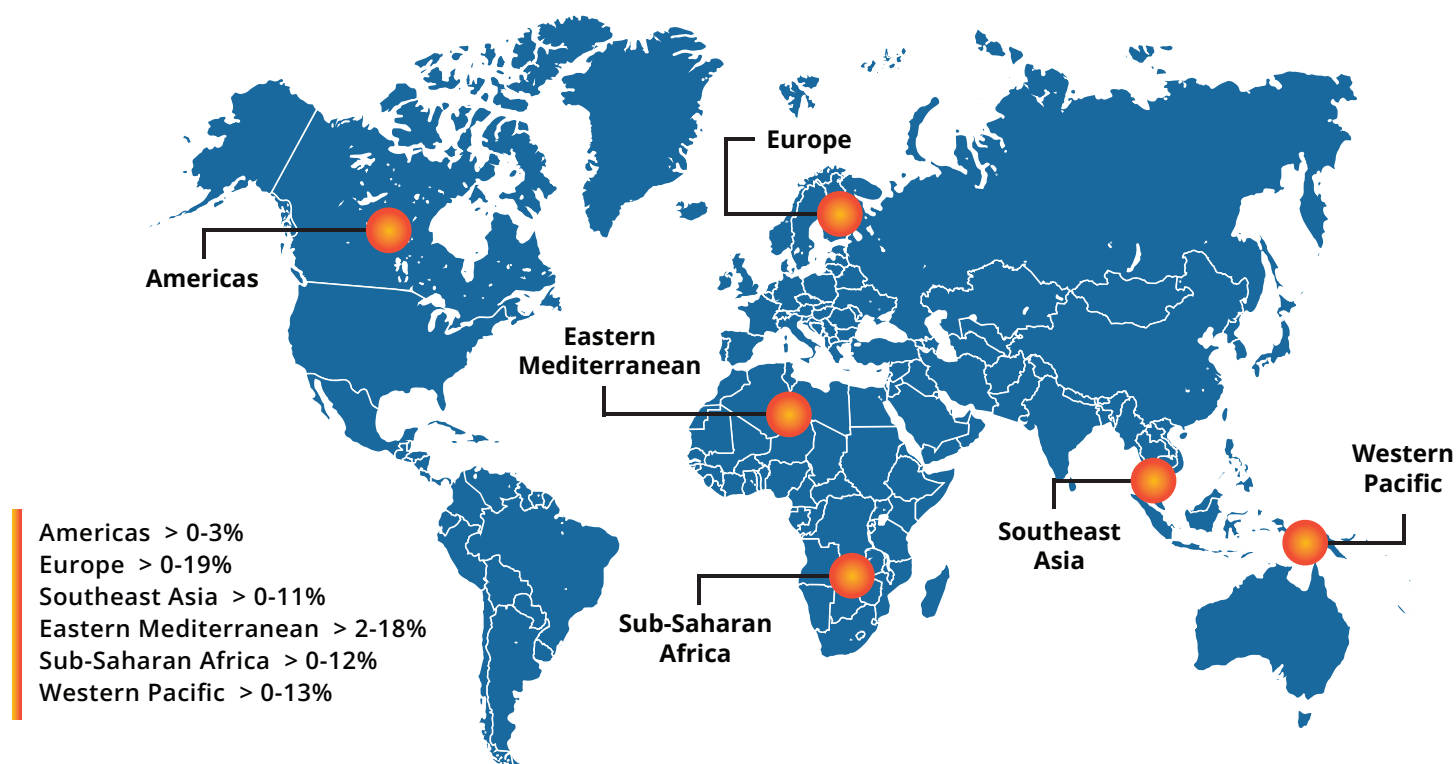 Europe
Americas
Eastern
Mediterranean
Western
Pacific
Southeast
Asia
Sub-Saharan
Africa
Americas > 0-3%
Europe > 0-19%
Southeast Asia > 0-11%
Eastern Mediterranean > 2-18%
Sub-Saharan Africa > 0-12%
Western Pacific > 0-13%